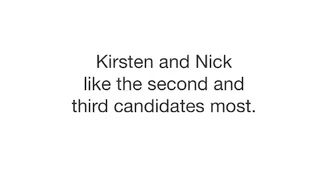 Kirsten and Nick
like the second and
third candidates most.